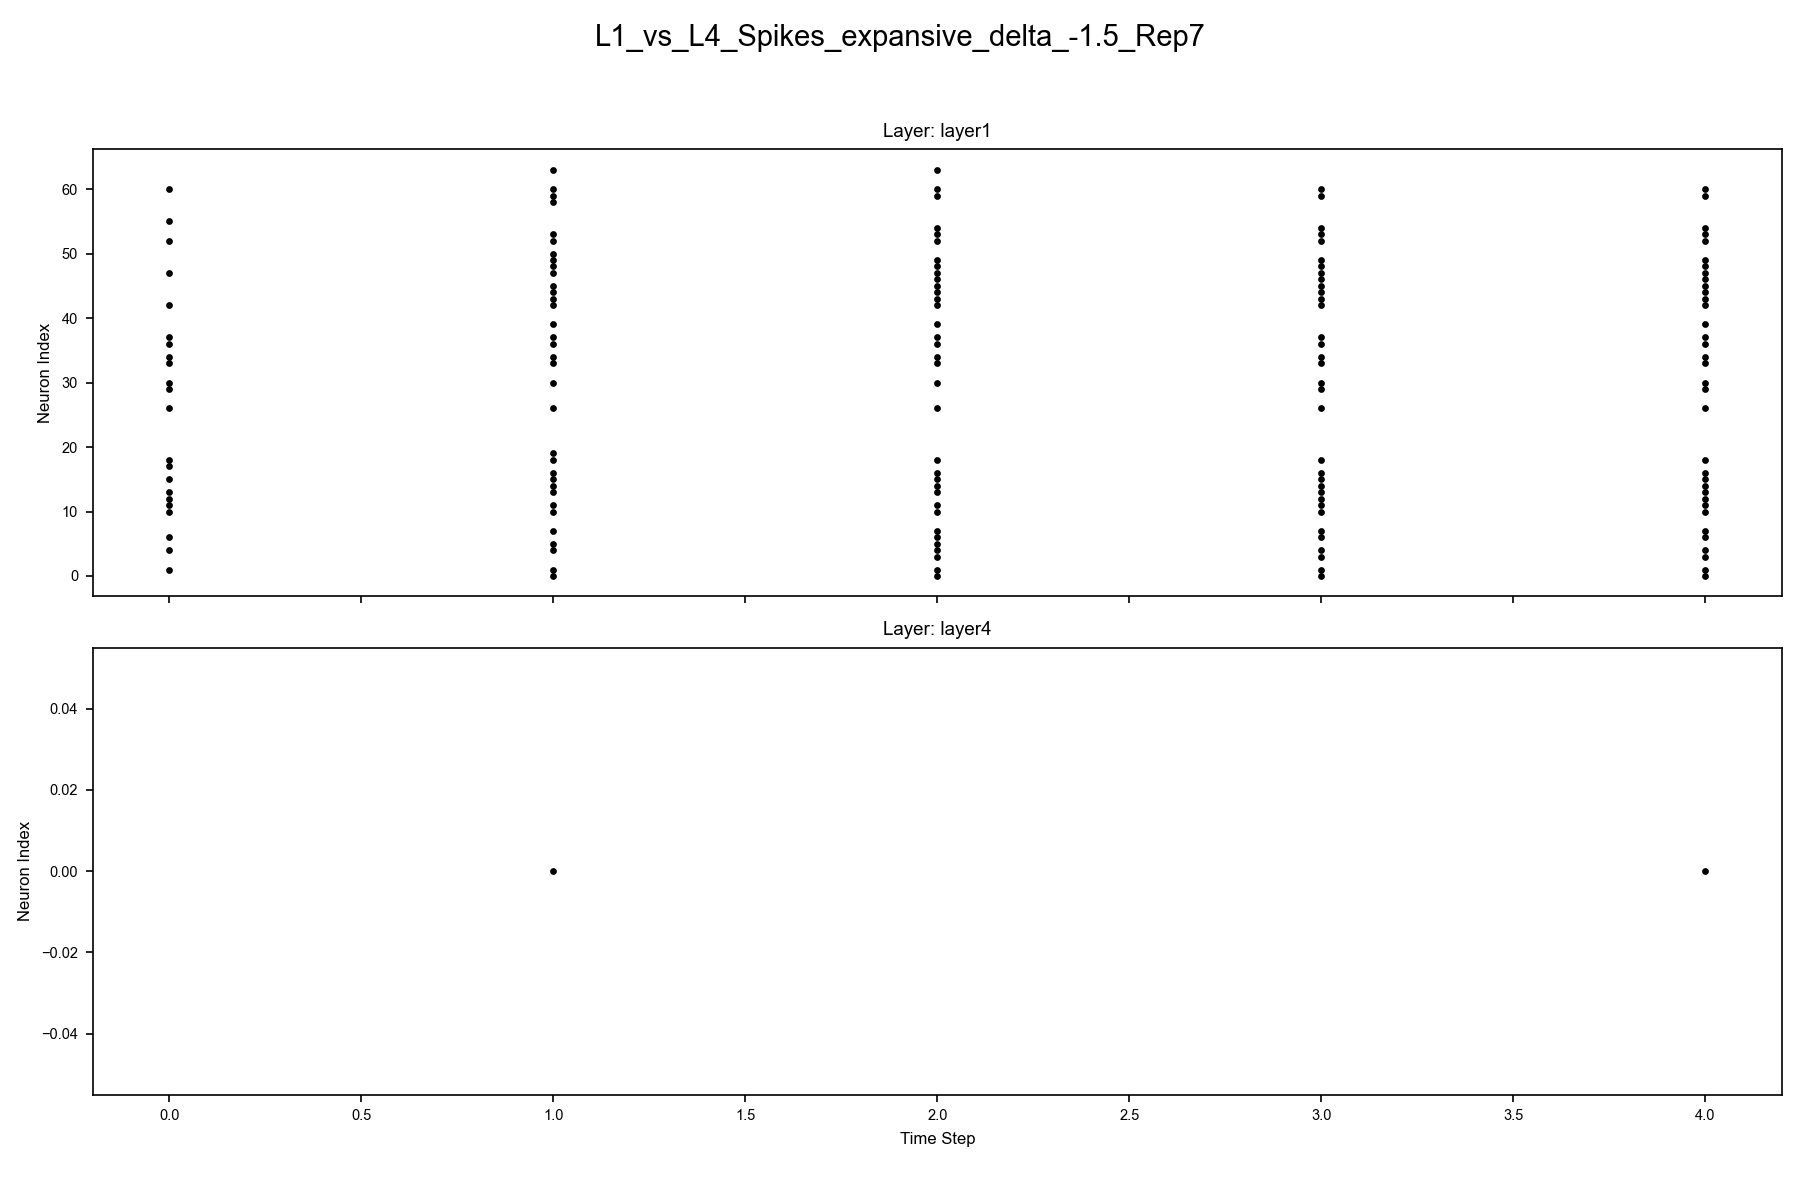 L1_vs_L4_Spikes_expansive_delta_-1.5_Rep7
Layer: layer1
Neuron Index
60
50
40
30
20
10
0
Layer: layer4
Neuron Index
0.04
0.02
0.00
−0.02
−0.04
0.0 0.5 1.0 1.5 2.0 2.5 3.0 3.5 4.0
Time Step